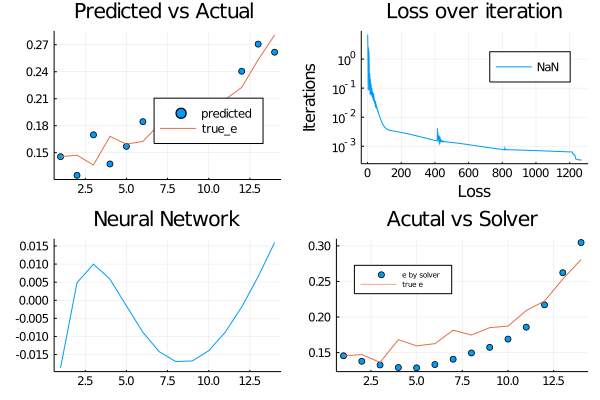 Predicted vs Actual
0.27
0.24
0.21
0.18
0.15
predicted
true_e
2.5 5.0 7.5 10.0 12.5
Loss over iteration
Iterations
10^0
10^-1
10^-2
10^-3
NaN
0 200 400 600 800 1000 1200
Loss
Neural Network
0.015
0.010
0.005
0.000
-0.005
-0.010
-0.015
2.5 5.0 7.5 10.0 12.5
Acutal vs Solver
0.30
0.25
0.20
0.15
e by solver
true e
2.5 5.0 7.5 10.0 12.5